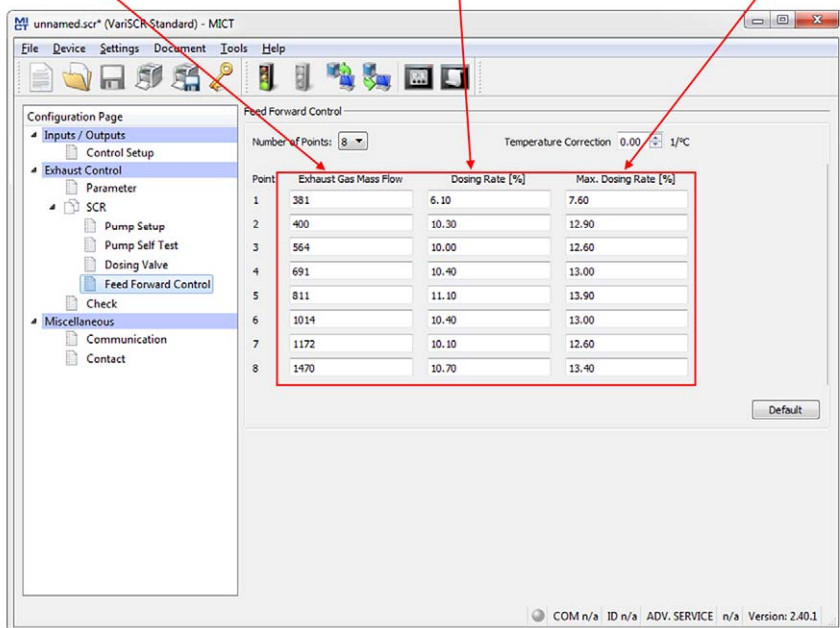 unnamed.scr* (VariSCR-Standard) - MICT
File Device Settings Document Tools Help
Configuration Page
Inputs / Outputs
Control Setup
Exhaust Control
Parameter
SCR
Pump Setup
Pump Self Test
Dosing Valve
Feed Forward Control
Check
Miscellaneous
Communication
Contact
Feed Forward Control
Number of Points: 8 Temperature Correction 0.00 1/°C
Point Exhaust Gas Mass Flow Dosing Rate [%] Max. Dosing Rate [%]
1 381 6.10 7.60
2 400 10.30 12.90
3 564 10.00 12.60
4 691 10.40 13.00
5 811 11.10 13.90
6 1014 10.40 13.00
7 1172 10.10 12.60
8 1470 10.70 13.40
Default
COM n/a ID n/a ADV. SERVICE n/a Version: 2.40.1